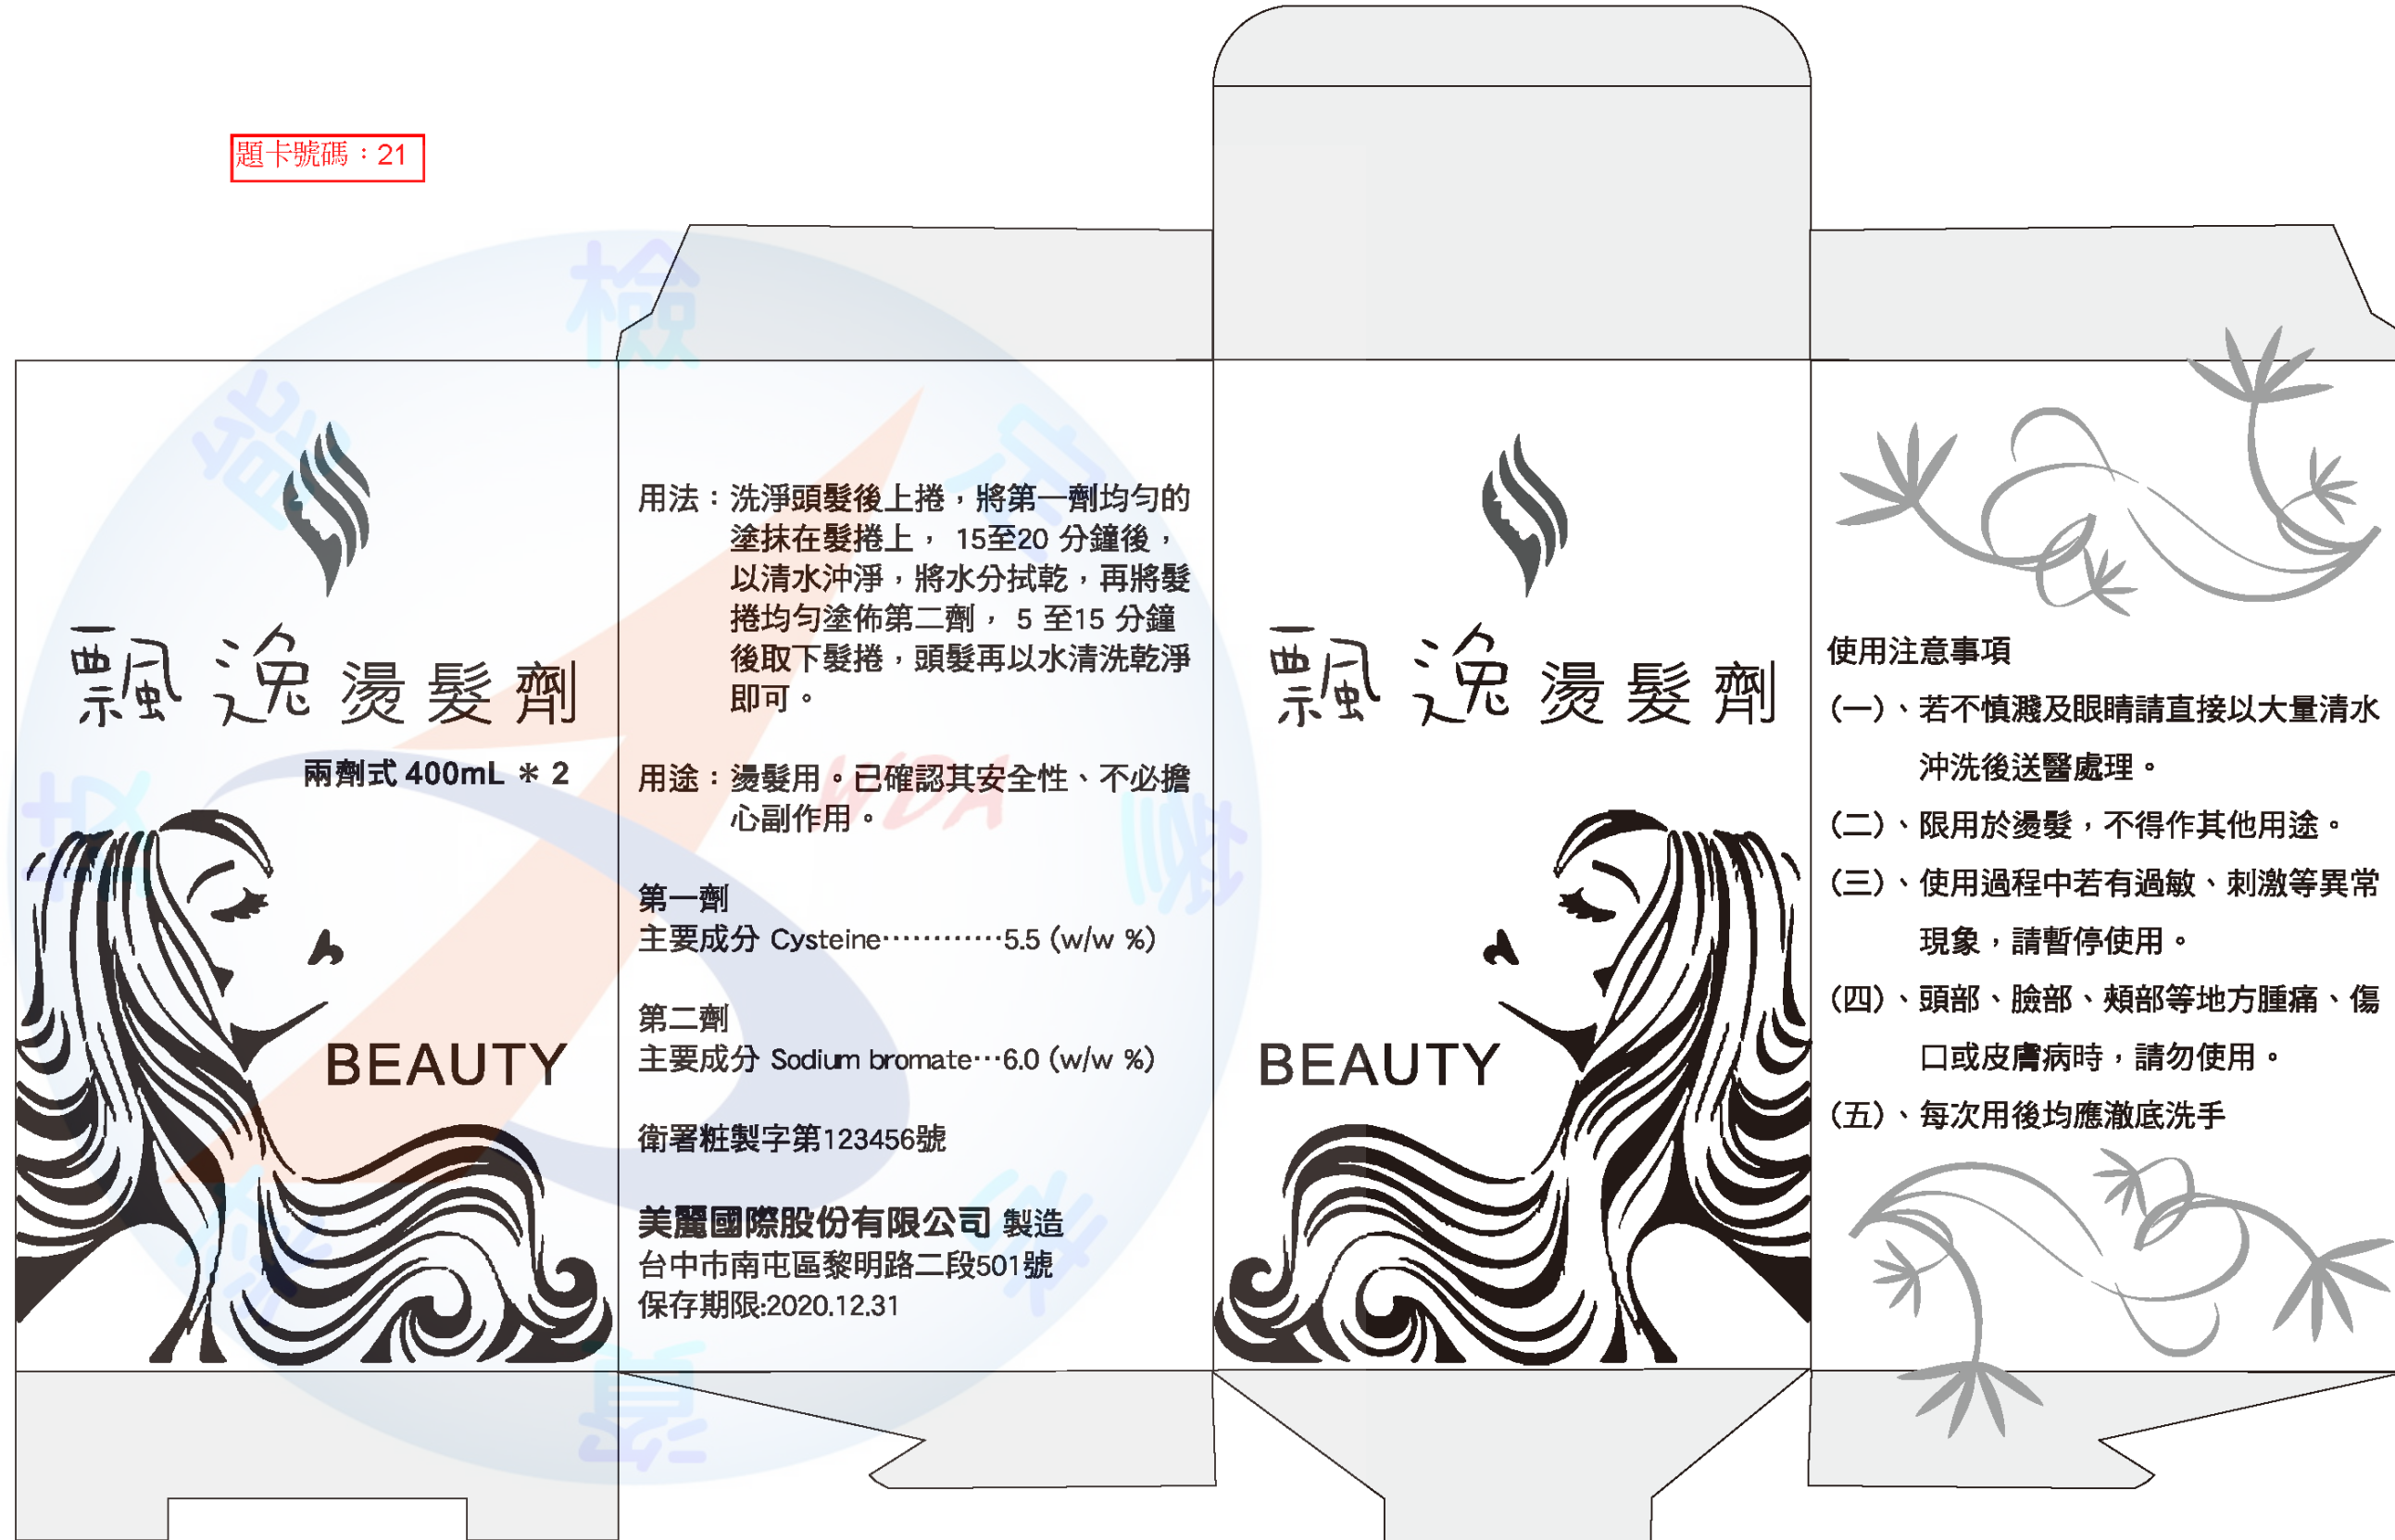 題卡號碼：21
飄逸燙髮劑
兩劑式 400mL ＊ 2
BEAUTY
用法：洗淨頭髮後上捲，將第一劑均勻的
塗抹在髮捲上， 15至20 分鐘後，
以清水沖淨，將水分拭乾，再將髮
捲均勻塗佈第二劑， 5 至15 分鐘
後取下髮捲，頭髮再以水清洗乾淨
即可。
用途：燙髮用。已確認其安全性、不必擔
心副作用。
第一劑
主要成分 Cysteine…………5.5 (w/w %)
第二劑
主要成分 Sodium bromate…6.0 (w/w %)
衛署粧製字第123456號
美麗國際股份有限公司 製造
台中市南屯區黎明路二段501號
保存期限:2020.12.31
飄逸燙髮劑
BEAUTY
使用注意事項
(一)、若不慎濺及眼睛請直接以大量清水
沖洗後送醫處理。
(二)、限用於燙髮，不得作其他用途。
(三)、使用過程中若有過敏、刺激等異常
現象，請暫停使用。
(四)、頭部、臉部、頰部等地方腫痛、傷
口或皮膚病時，請勿使用。
(五)、每次用後均應澈底洗手
WDA